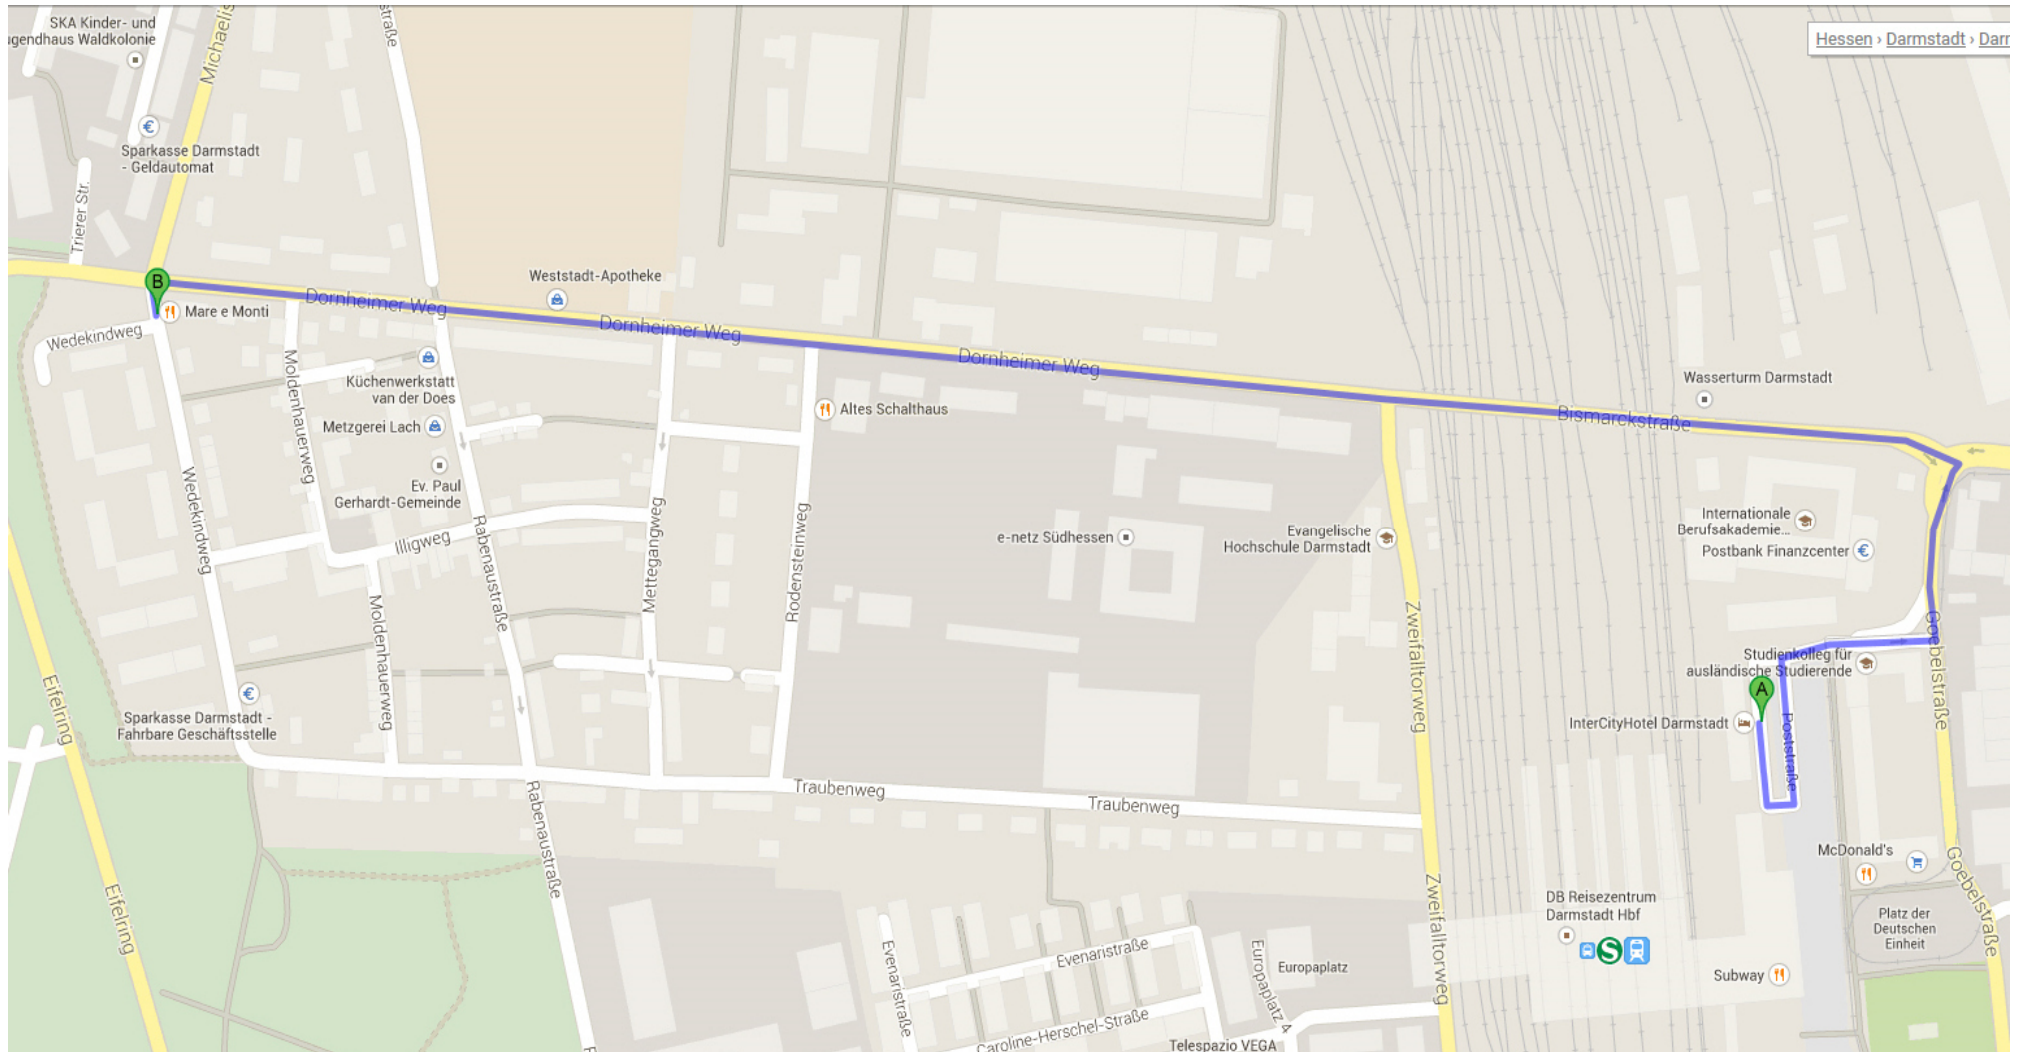 SKA Kinder- und
ugendhaus Waldkolonie
Michaelis
straße
Hessen › Darmstadt › Darr
€
Sparkasse Darmstadt
- Geldautomat
Trierer Str.
B
Mare e Monti
Wedekindweg
Dornheimer Weg
Weststadt-Apotheke
Dornheimer Weg
Dornheimer Weg
Bismarckstraße
Wasserturm Darmstadt
Moldenhauerweg
Küchenwerkstatt
van der Does
Metzgerei Lach
Altes Schalthaus
Ev. Paul
Gerhardt-Gemeinde
Wedekindweg
Illigweg
Rabenaustraße
Mettegangweg
Rodensteinweg
e-netz Südhessen
Evangelische
Hochschule Darmstadt
Internationale
Berufsakademie...
Postbank Finanzcenter
€
Moldenhauerweg
Zweifalltorweg
Goebelstraße
Studienkolleg für
ausländische Studierende
A
InterCityHotel Darmstadt
Poststraße
Goebelstraße
€
Sparkasse Darmstadt -
Fahrbare Geschäftsstelle
Eifelring
Traubenweg
Traubenweg
Rabenaustraße
McDonald's
Eifelring
Zweifalltorweg
DB Reisezentrum
Darmstadt Hbf
S
Goebelstraße
Platz der
Deutschen
Einheit
Evenaristraße
Evenaristraße
Europaplatz 4
Europaplatz
Subway
Caroline-Herschel-Straße
Telespazio VEGA
R